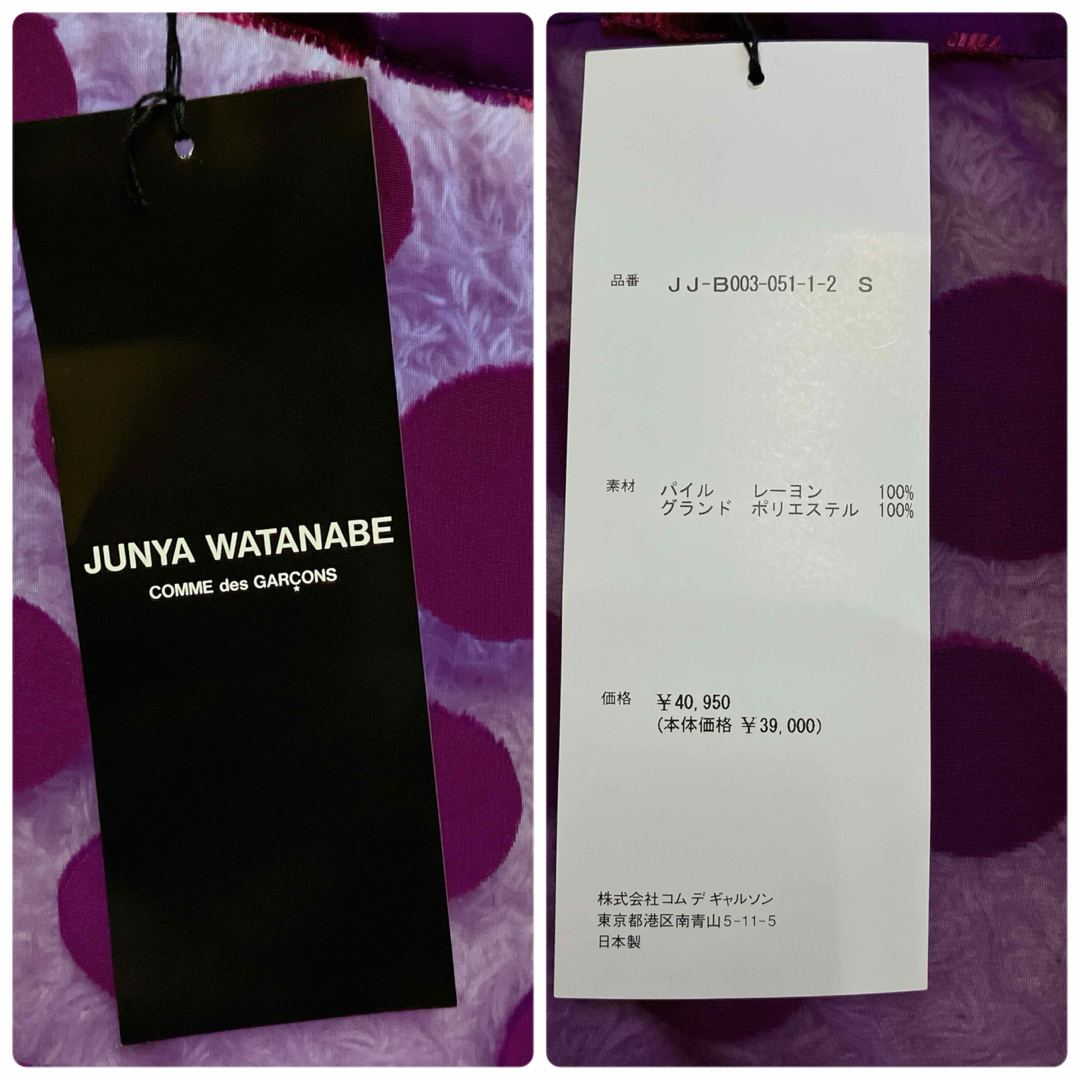 JUNYA WATANABE
COMME des GARÇONS
品番 JJ-B003-051-1-2 S
素材 パイル レーヨン 100%
グランド ポリエステル 100%
価格 ￥40,950
(本体価格 ￥39,000)
株式会社コム デ ギャルソン
東京都港区南青山5-11-5
日本製